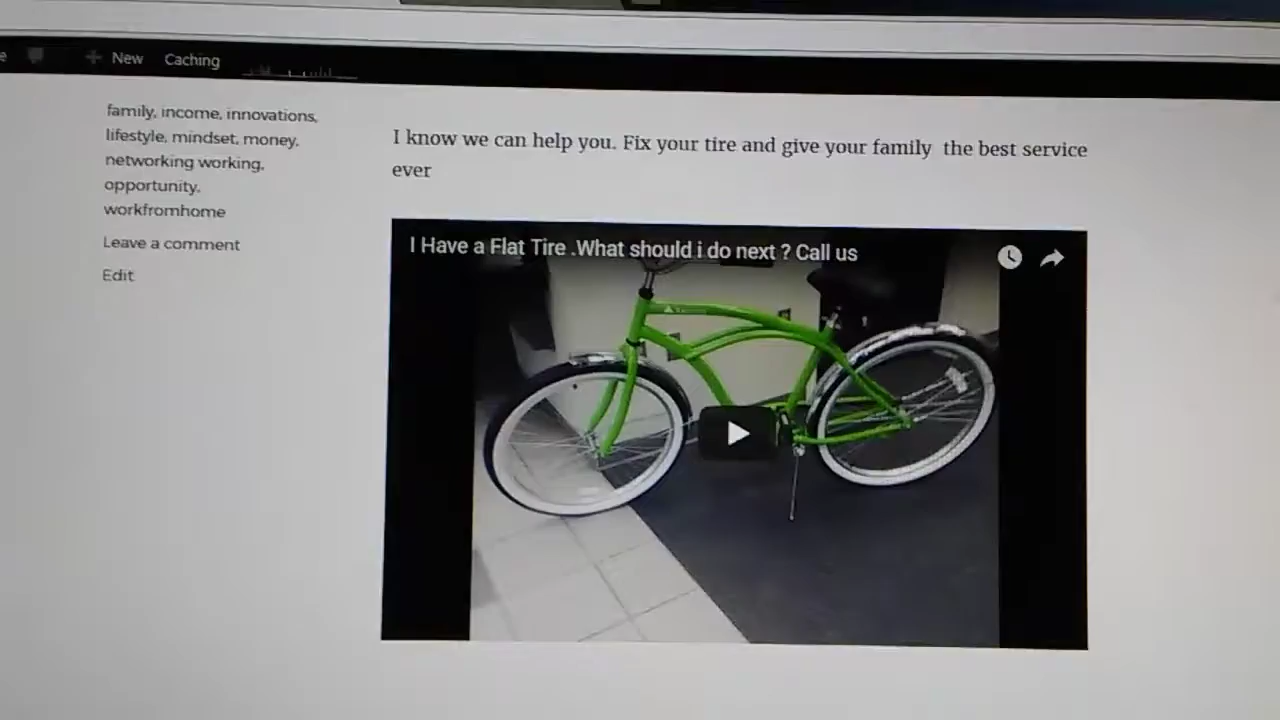 New Caching
family, income, innovations,
lifestyle, mindset, money,
networking working,
opportunity,
workfromhome
Leave a comment
Edit
I know we can help you. Fix your tire and give your family the best service
ever
I Have a Flat Tire .What should i do next ? Call us